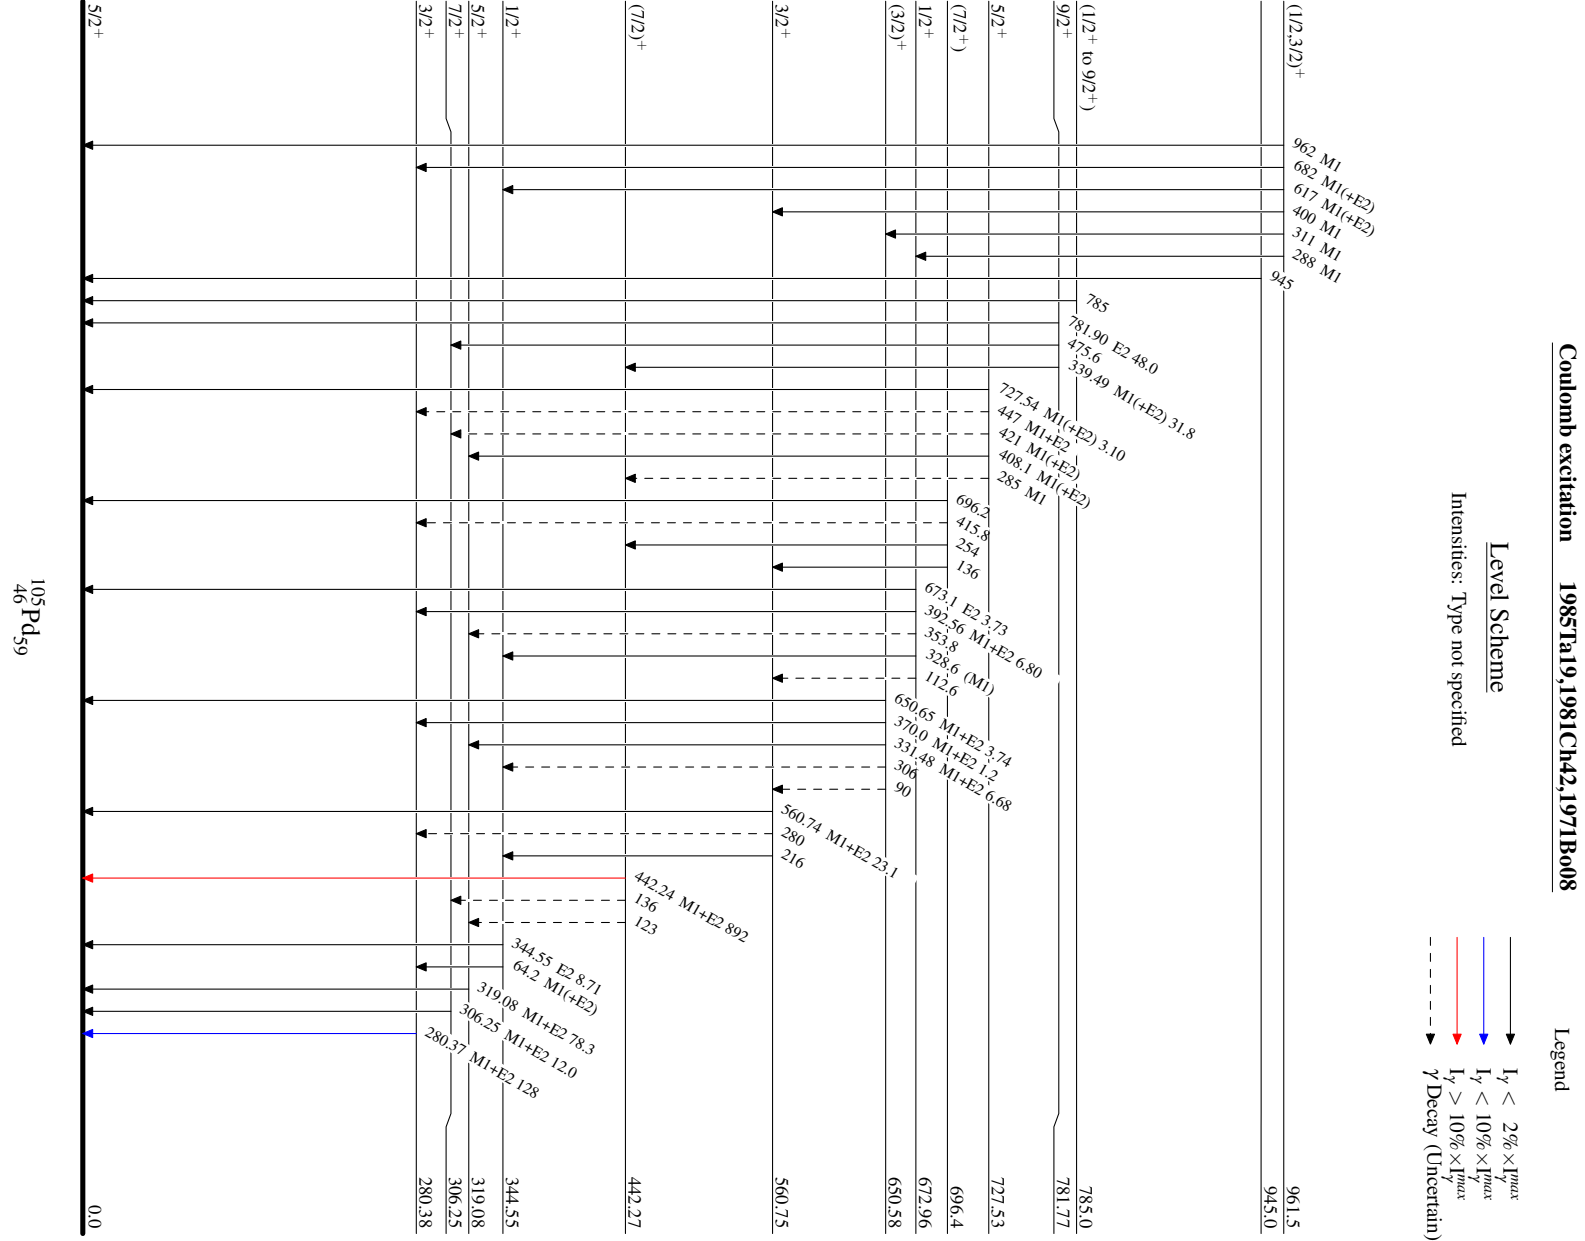 Coulomb excitation 1985Ta19,1981Ch42,1971Bo08
Level Scheme
Intensities: Type not specified
Legend
Iγ < 2%×Iγ^max
Iγ < 10%×Iγ^max
Iγ > 10%×Iγ^max
γ Decay (Uncertain)
(1/2,3/2)+
(1/2+ to 9/2+)
9/2+
5/2+
(7/2+)
1/2+
(3/2)+
3/2+
(7/2)+
1/2+
5/2+
7/2+
3/2+
5/2+
962 M1
682 M1(+E2)
617 M1(+E2)
400 M1
311 M1
288 M1
945
785
781.90 E2 48.0
475.6
339.49 M1(+E2) 31.8
727.54 M1(+E2) 3.10
447 M1+E2
421 M1(+E2)
408.1 M1(+E2)
285 M1
696.2
415.8
254
136
673.1 E2 3.73
392.56 M1+E2 6.80
353.8
328.6 (M1)
112.6
650.65 M1+E2 3.74
370.0 M1+E2 1.2
331.48 M1+E2 6.68
306
90
560.74 M1+E2 23.1
280
216
442.24 M1+E2 892
136
123
344.55 E2 8.71
64.2 M1(+E2)
319.08 M1+E2 78.3
306.25 M1+E2 12.0
280.37 M1+E2 128
961.5
945.0
785.0
781.77
727.53
696.4
672.96
650.58
560.75
442.27
344.55
319.08
306.25
280.38
0.0
¹⁰⁵₄₆Pd₅₉